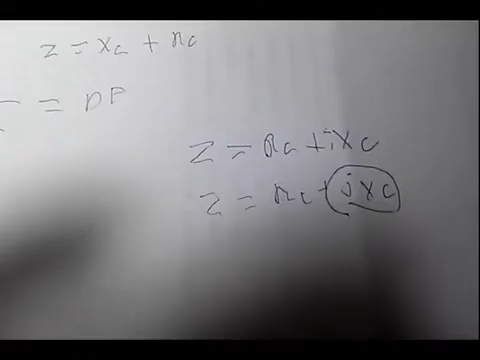 z = xc + rc
= DP
Z = Rc + ixc
z = Rc + jxc